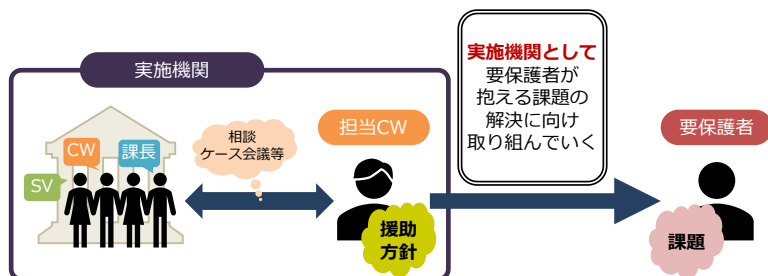 実施機関
SV
CW
課長
相談
ケース会議等
担当CW
援助
方針
実施機関として
要保護者が
抱える課題の
解決に向け
取り組んでいく
要保護者
課題